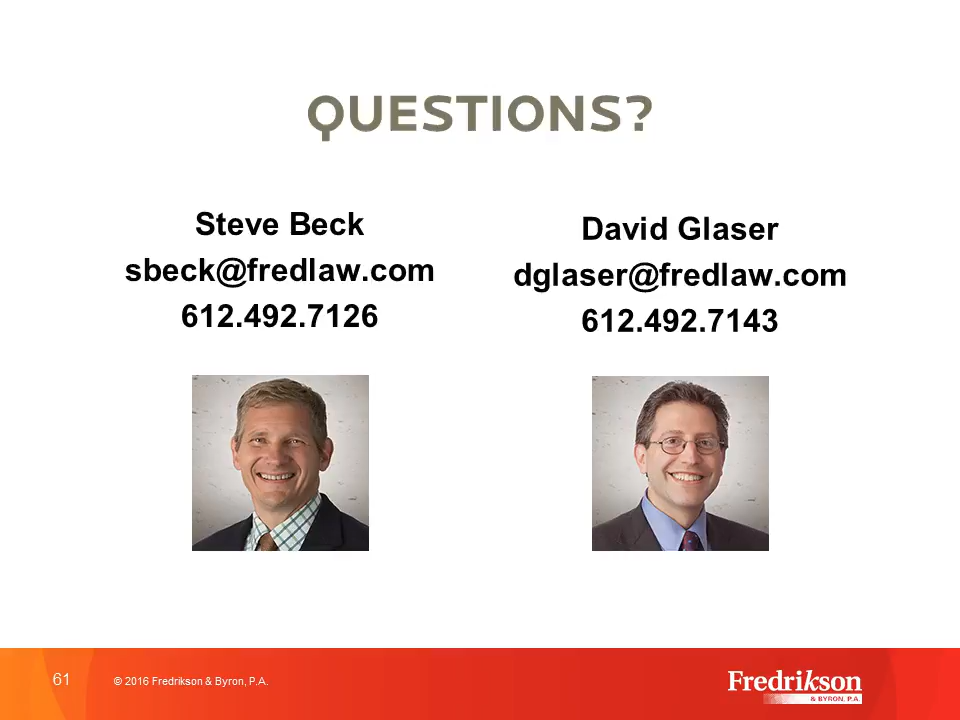 QUESTIONS?
Steve Beck
sbeck@fredlaw.com
612.492.7126
David Glaser
dglaser@fredlaw.com
612.492.7143
61
© 2016 Fredrikson & Byron, P.A.
Fredrikson
& BYRON, P.A.